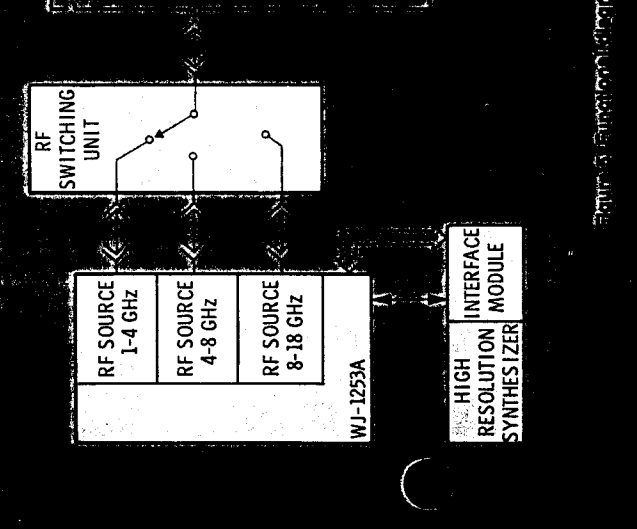 RF
SWITCHING
UNIT
RF SOURCE
1-4 GHz
RF SOURCE
4-8 GHz
RF SOURCE
8-18 GHz
WJ-1253A
INTERFACE
MODULE
HIGH
RESOLUTION
SYNTHESIZER
Functional